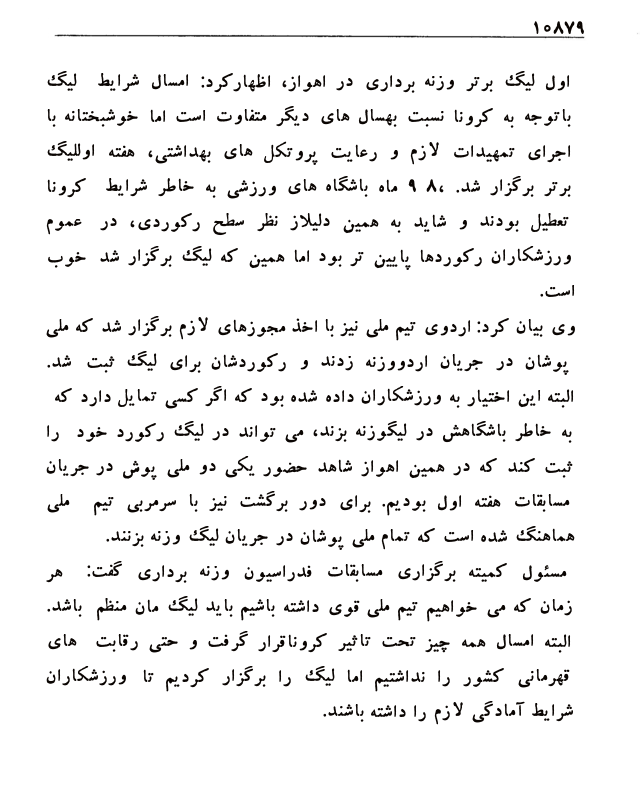 ۱۰۸۷۹
اول لیگ برتر وزنه برداری در اهواز، اظهارکرد: امسال شرایط لیگ
باتوجه به کرونا نسبت بهسال های دیگر متفاوت است اما خوشبختانه با
اجرای تمهیدات لازم و رعایت پروتکل های بهداشتی، هفته اوللیگ
برتر برگزار شد. ،۸ ۹ ماه باشگاه های ورزشی به خاطر شرایط کرونا
تعطیل بودند و شاید به همین دلیلاز نظر سطح رکوردی، در عموم
ورزشکاران رکوردها پایین تر بود اما همین که لیگ برگزار شد خوب
است.
وی بیان کرد: اردوی تیم ملی نیز با اخذ مجوزهای لازم برگزار شد که ملی
پوشان در جریان اردووزنه زدند و رکوردشان برای لیگ ثبت شد.
البته این اختیار به ورزشکاران داده شده بود که اگر کسی تمایل دارد که
به خاطر باشگاهش در لیگوزنه بزند، می تواند در لیگ رکورد خود را
ثبت کند که در همین اهواز شاهد حضور یکی دو ملی پوش در جریان
مسابقات هفته اول بودیم. برای دور برگشت نیز با سرمربی تیم ملی
هماهنگ شده است که تمام ملی پوشان در جریان لیگ وزنه بزنند.
مسئول کمیته برگزاری مسابقات فدراسیون وزنه برداری گفت: هر
زمان که می خواهیم تیم ملی قوی داشته باشیم باید لیگ مان منظم باشد.
البته امسال همه چیز تحت تاثیر کروناقرار گرفت و حتی رقابت های
قهرمانی کشور را نداشتیم اما لیگ را برگزار کردیم تا ورزشکاران
شرایط آمادگی لازم را داشته باشند.